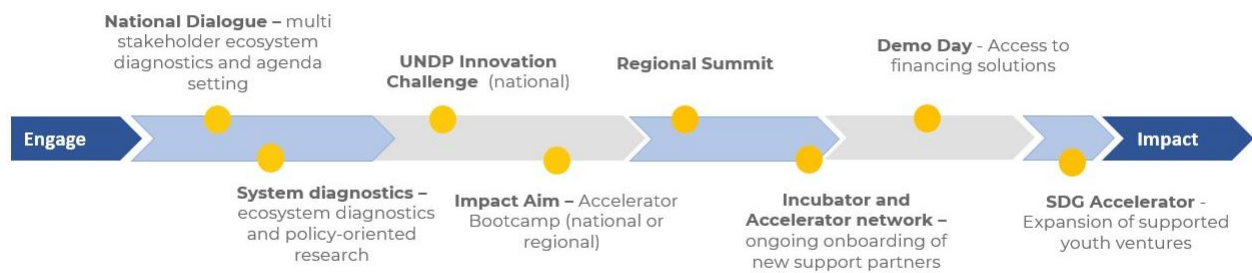 National Dialogue – multi
stakeholder ecosystem
diagnostics and agenda
setting
UNDP Innovation
Challenge (national)
Regional Summit
Demo Day - Access to
financing solutions
Engage
Impact
System diagnostics –
ecosystem diagnostics
and policy-oriented
research
Impact Aim – Accelerator
Bootcamp (national or
regional)
Incubator and
Accelerator network –
ongoing onboarding of
new support partners
SDG Accelerator -
Expansion of supported
youth ventures